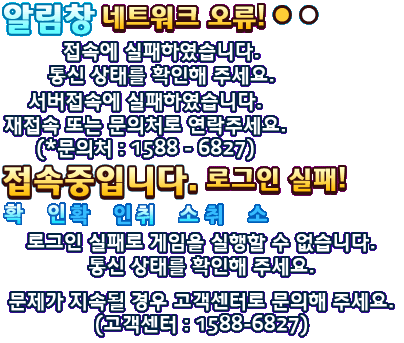 알림창 네트워크 오류!
접속에 실패하였습니다.
통신 상태를 확인해 주세요.
서버접속에 실패하였습니다.
재접속 또는 문의처로 연락주세요.
(*문의처 : 1588 - 6827)
접속중입니다. 로그인 실패!
확 인확 인취 소취 소
로그인 실패로 게임을 실행할 수 없습니다.
통신 상태를 확인해 주세요.
문제가 지속될 경우 고객센터로 문의해 주세요.
(고객센터 : 1588-6827)